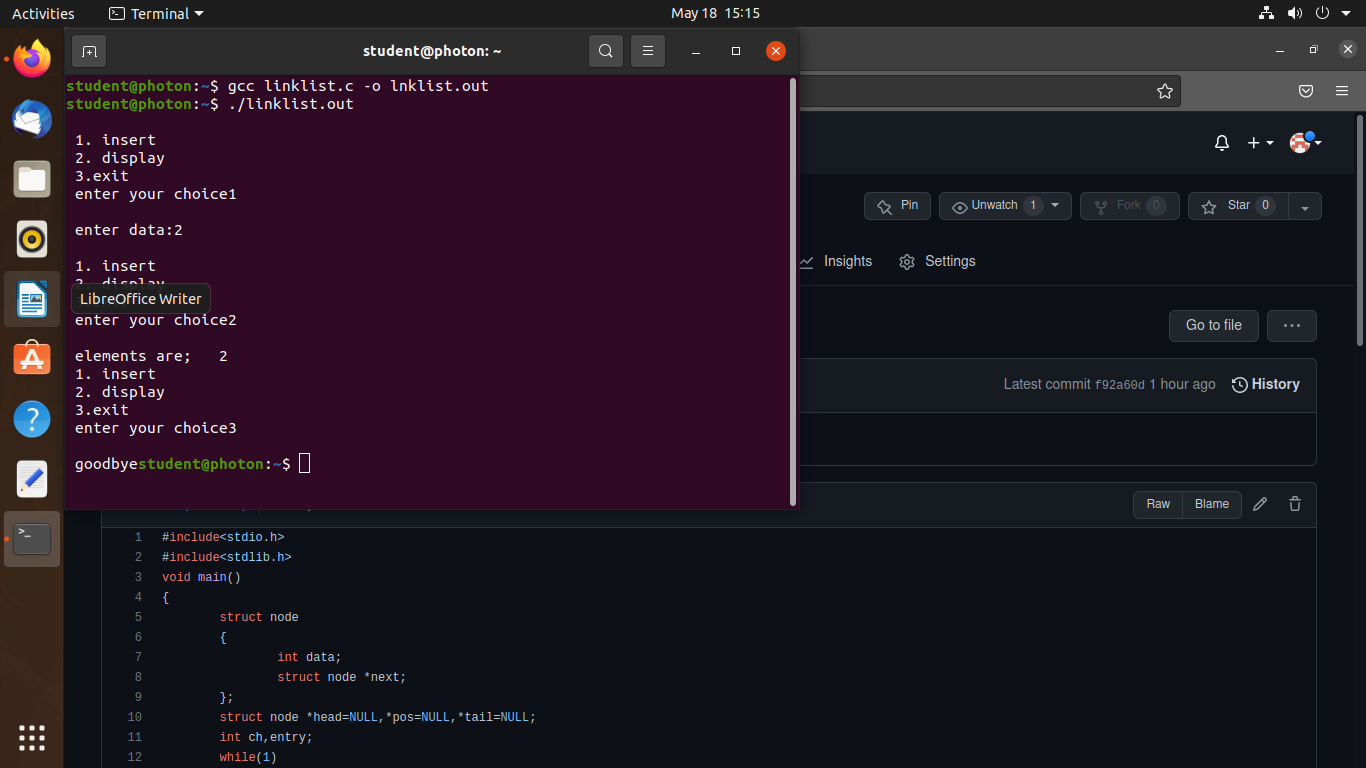 Activities
Terminal
May 18 15:15
student@photon: ~
student@photon:~$ gcc linklist.c -o lnklist.out
student@photon:~$ ./linklist.out
1. insert
2. display
3.exit
enter your choice1
enter data:2
1. insert
2. display
LibreOffice Writer
enter your choice2
elements are;   2
1. insert
2. display
3.exit
enter your choice3
goodbyestudent@photon:~$
Pin
Unwatch 1
Fork 0
Star 0
Insights
Settings
Go to file
Latest commit f92a60d 1 hour ago
History
Raw
Blame
1 #include<stdio.h>
2 #include<stdlib.h>
3 void main()
4 {
5 struct node
6 {
7 int data;
8 struct node *next;
9 };
10 struct node *head=NULL,*pos=NULL,*tail=NULL;
11 int ch,entry;
12 while(1)